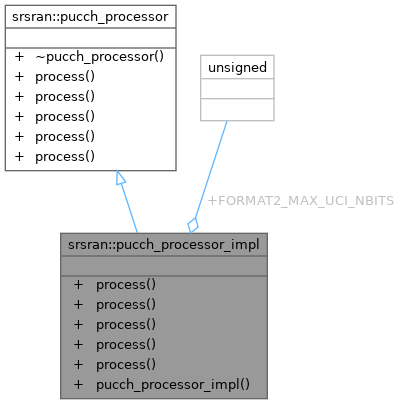 srsran::pucch_processor
+ ~pucch_processor()
+ process()
+ process()
+ process()
+ process()
+ process()
unsigned
+FORMAT2_MAX_UCI_NBITS
srsran::pucch_processor_impl
+ process()
+ process()
+ process()
+ process()
+ process()
+ pucch_processor_impl()